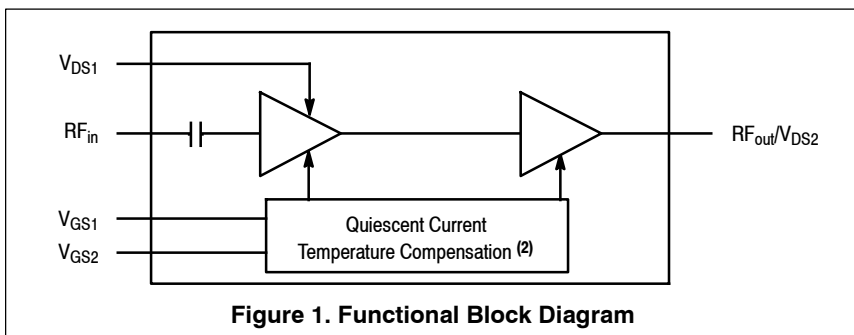 V_DS1
RF_in
RF_out/V_DS2
V_GS1
Quiescent Current
V_GS2
Temperature Compensation (2)
Figure 1. Functional Block Diagram